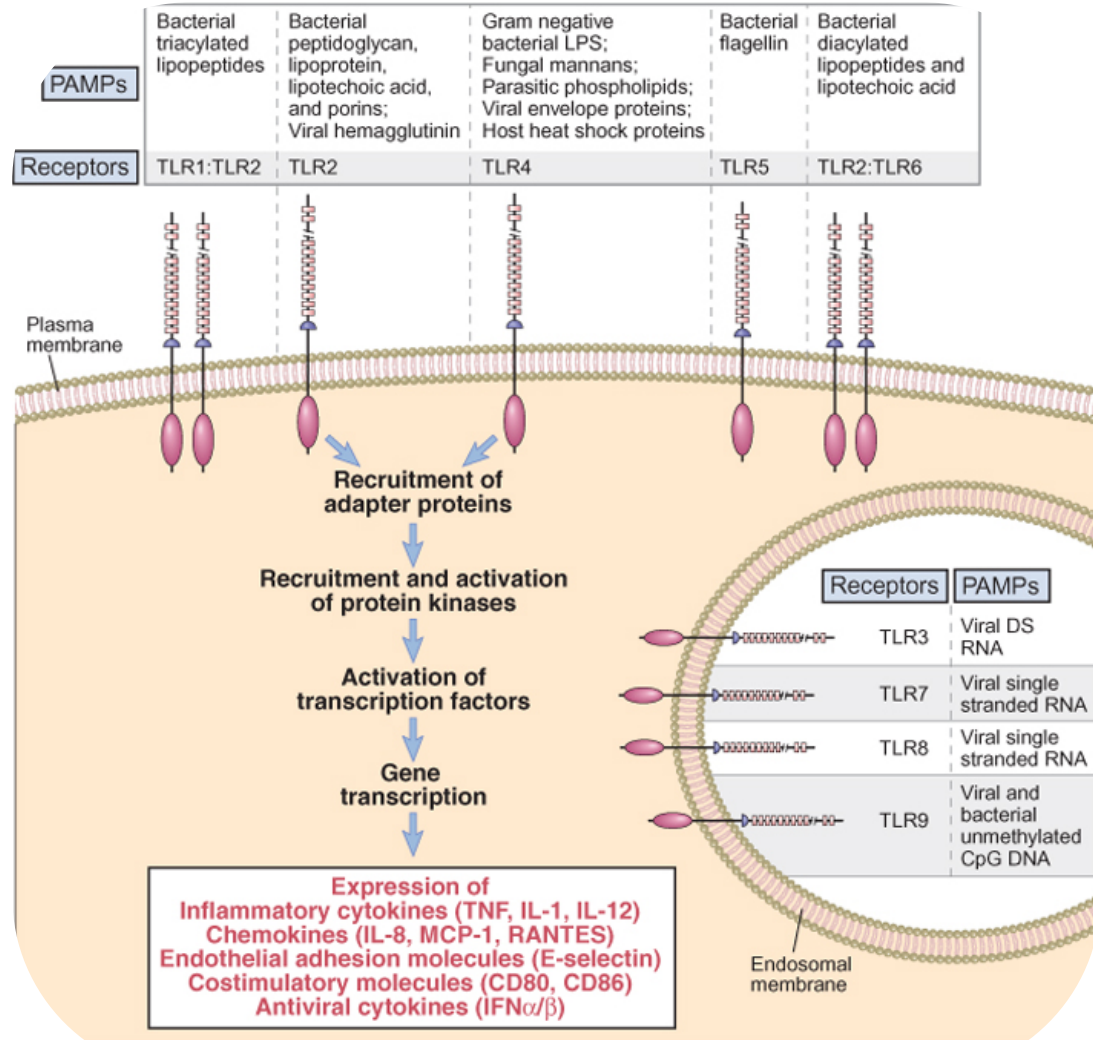 PAMPs
Bacterial
triacylated
lipopeptides
Bacterial
peptidoglycan,
lipoprotein,
lipotechoic acid,
and porins;
Viral hemagglutinin
Gram negative
bacterial LPS;
Fungal mannans;
Parasitic phospholipids;
Viral envelope proteins;
Host heat shock proteins
Bacterial
flagellin
Bacterial
diacylated
lipopeptides and
lipotechoic acid
Receptors
TLR1:TLR2
TLR2
TLR4
TLR5
TLR2:TLR6
Plasma
membrane
Recruitment of
adapter proteins
Recruitment and activation
of protein kinases
Activation of
transcription factors
Gene
transcription
Expression of
Inflammatory cytokines (TNF, IL-1, IL-12)
Chemokines (IL-8, MCP-1, RANTES)
Endothelial adhesion molecules (E-selectin)
Costimulatory molecules (CD80, CD86)
Antiviral cytokines (IFNα/β)
Receptors
PAMPs
TLR3
Viral DS
RNA
TLR7
Viral single
stranded RNA
TLR8
Viral single
stranded RNA
TLR9
Viral and
bacterial
unmethylated
CpG DNA
Endosomal
membrane